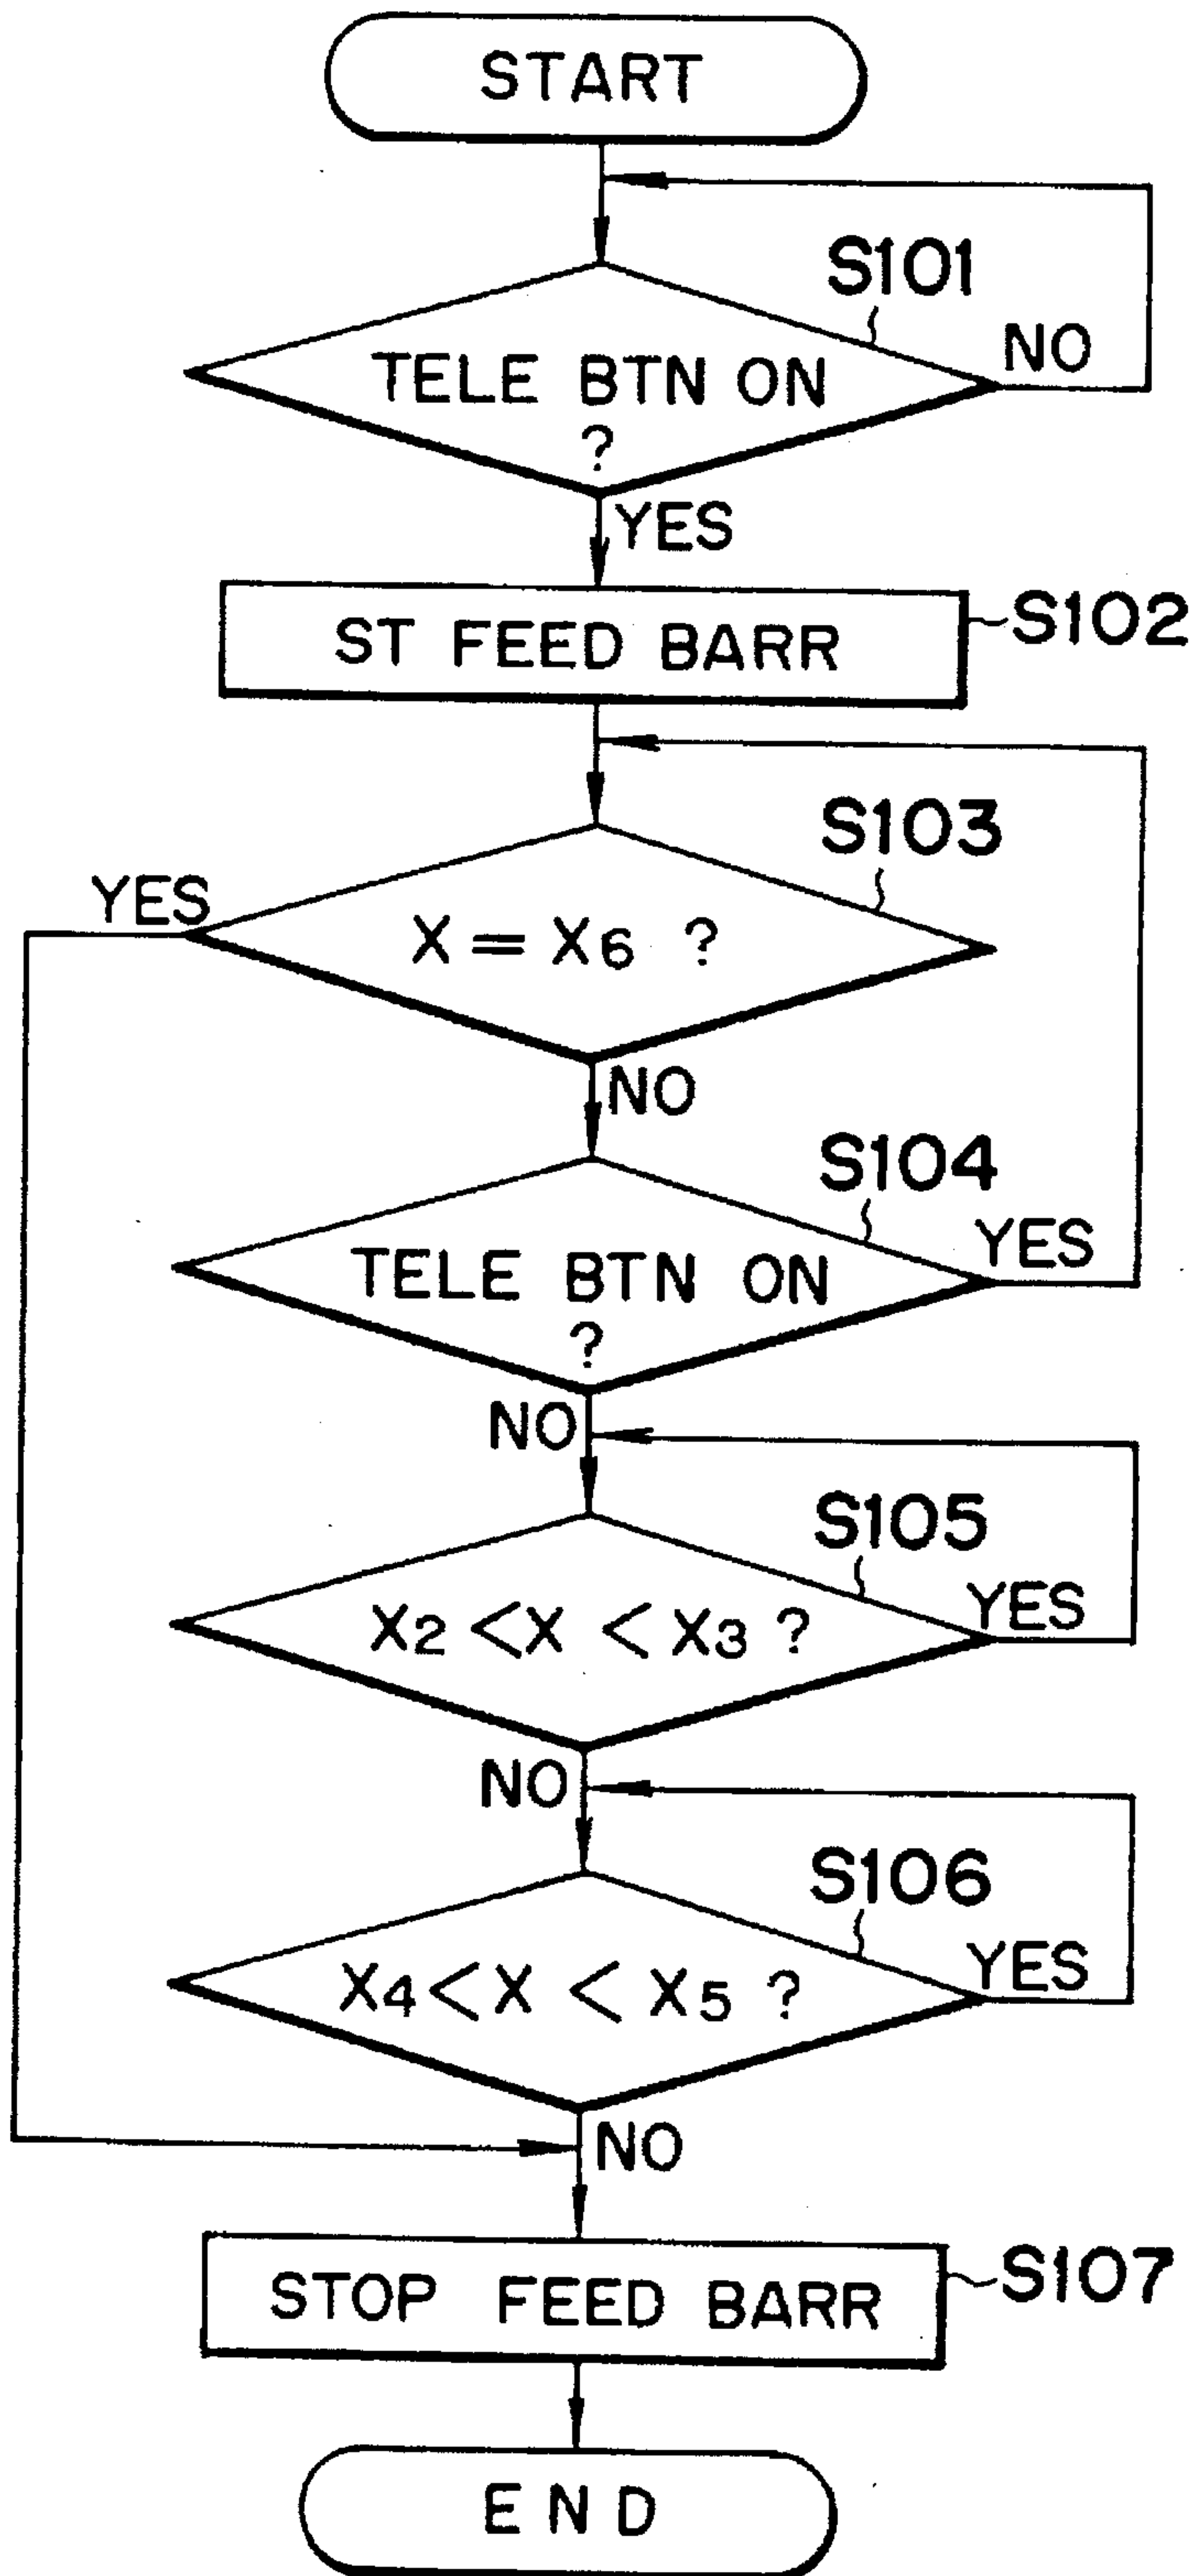 START
S101
TELE BTN ON
?
NO
YES
ST FEED BARR
S102
S103
YES
X = X6 ?
NO
S104
TELE BTN ON
?
YES
NO
S105
X2 < X < X3 ?
YES
NO
S106
X4 < X < X5 ?
YES
NO
STOP FEED BARR
S107
END